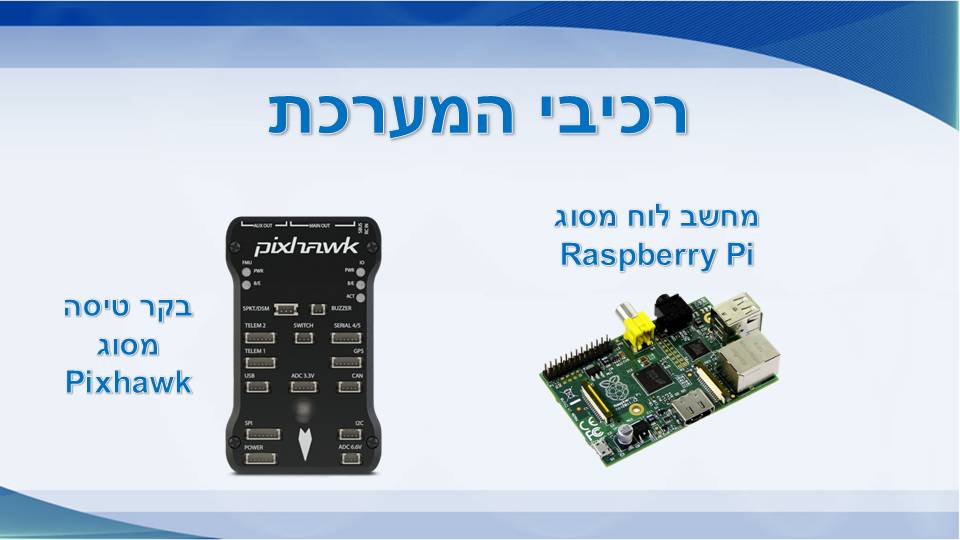 רכיבי המערכת
מחשב לוח מסוג
Raspberry Pi
בקר טיסה
מסוג
Pixhawk
AUX OUT
MAIN OUT
SBUS
RC IN
pixhawk
FMU
IO
PWR
PWR
B/E
B/E
ACT
SPKT/DSM
BUZZER
TELEM 2
SWITCH
SERIAL 4/5
TELEM 1
GPS
USB
ADC 3.3V
CAN
SPI
I2C
POWER
ADC 6.6V